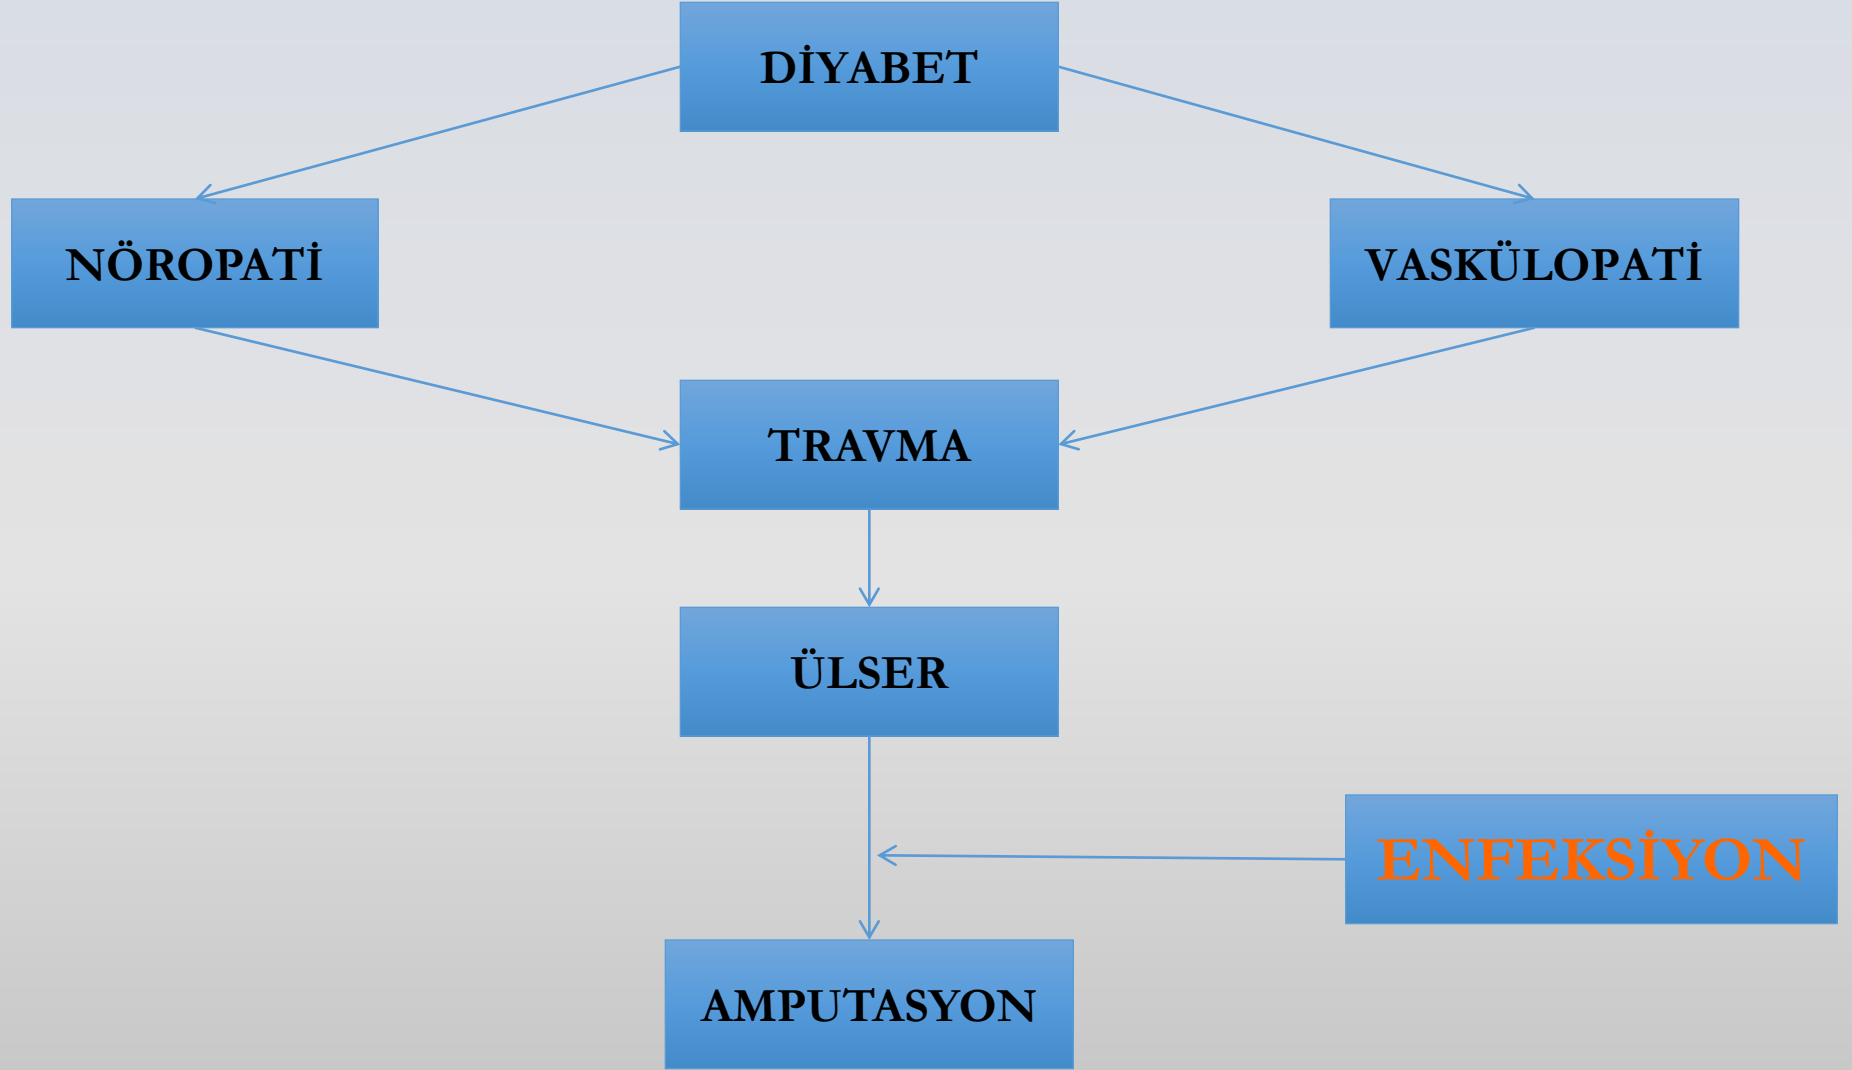 DİYABET
NÖROPATİ
VASKÜLOPATİ
TRAVMA
ÜLSER
ENFEKSİYON
AMPUTASYON